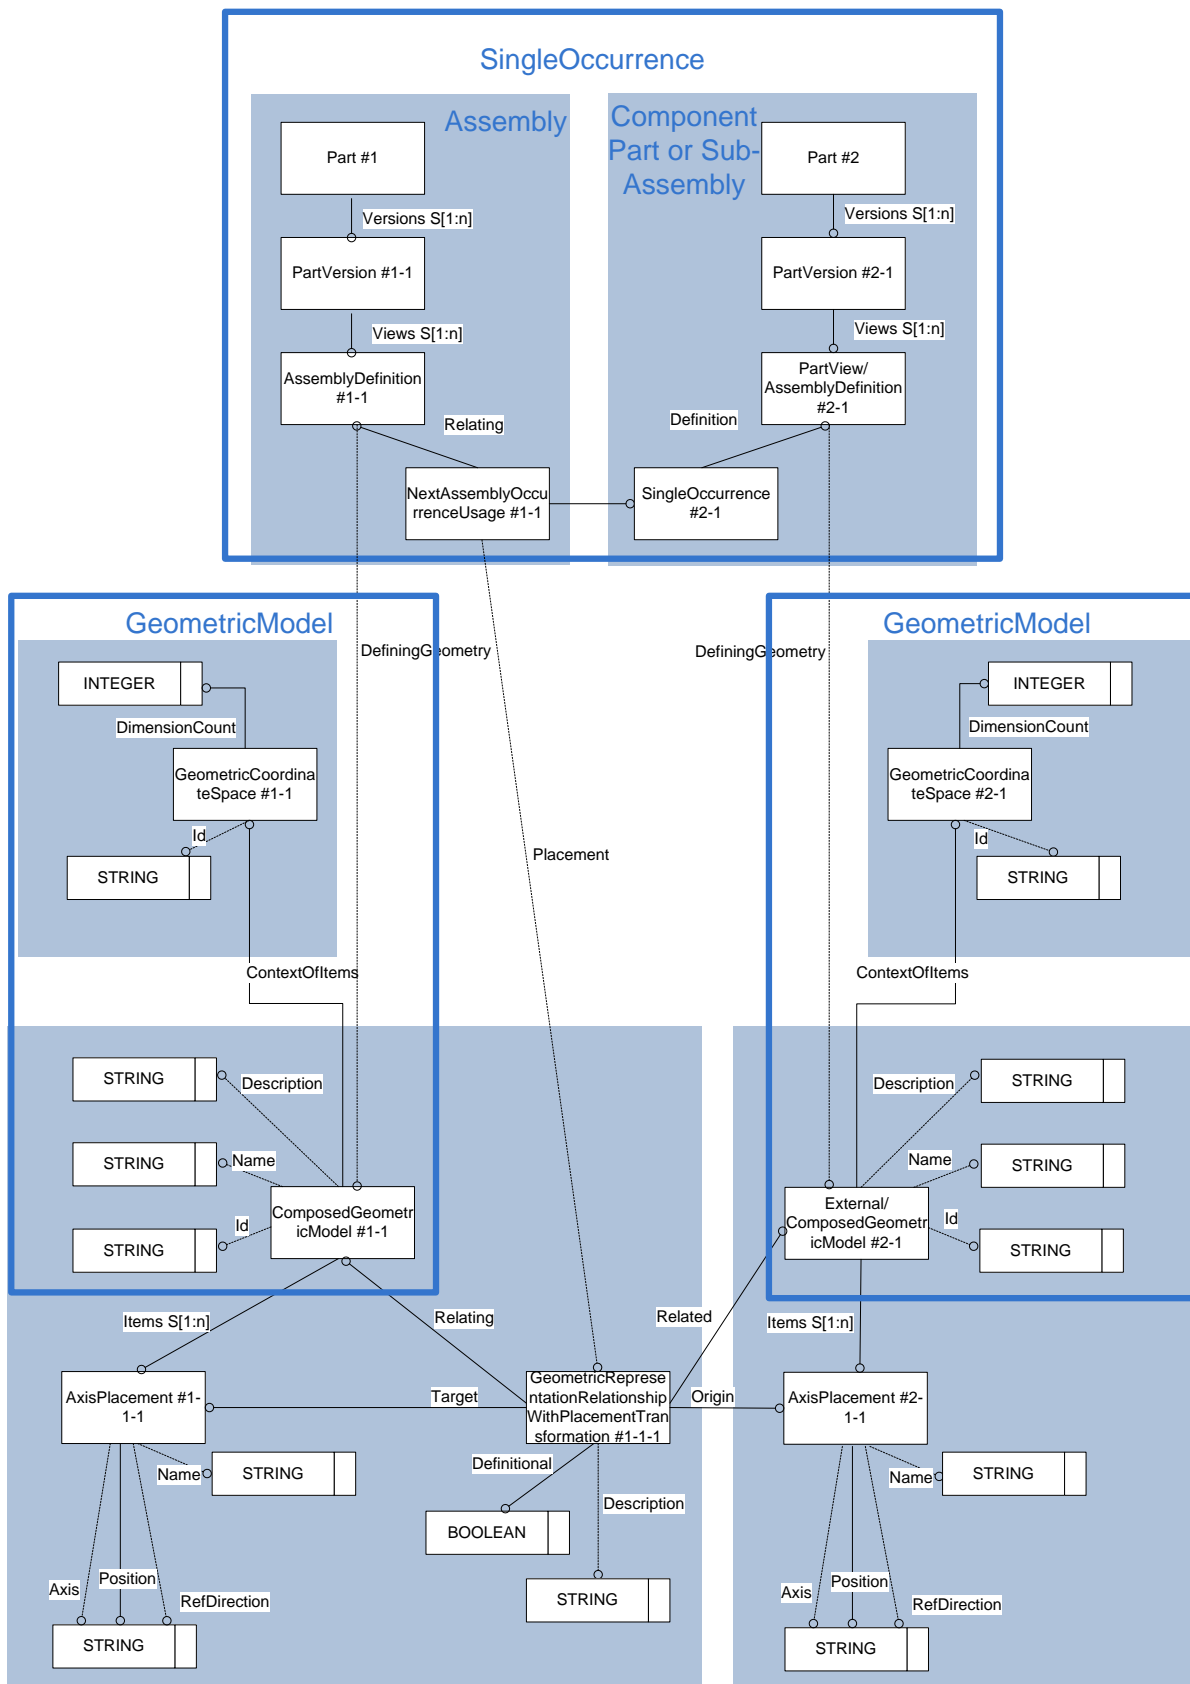 SingleOccurrence
Assembly
Component
Part or Sub-
Assembly
Part #1
Part #2
Versions S[1:n]
Versions S[1:n]
PartVersion #1-1
PartVersion #2-1
Views S[1:n]
Views S[1:n]
AssemblyDefinition
#1-1
PartView/
AssemblyDefinition
#2-1
Relating
Definition
NextAssemblyOccu
rrenceUsage #1-1
SingleOccurrence
#2-1
GeometricModel
GeometricModel
DefiningGeometry
DefiningGeometry
INTEGER
INTEGER
DimensionCount
DimensionCount
GeometricCoordina
teSpace #1-1
GeometricCoordina
teSpace #2-1
Id
Id
STRING
STRING
Placement
ContextOfItems
ContextOfItems
STRING
Description
Description
STRING
STRING
Name
Name
STRING
ComposedGeometr
icModel #1-1
External/
ComposedGeometr
icModel #2-1
STRING
Id
Id
STRING
Items S[1:n]
Relating
Related
Items S[1:n]
AxisPlacement #1-
1-1
Target
GeometricReprese
ntationRelationship
WithPlacementTran
sformation #1-1-1
Origin
AxisPlacement #2-
1-1
Name
STRING
Definitional
Description
Name
STRING
BOOLEAN
Axis
Position
RefDirection
STRING
STRING
Axis
Position
RefDirection
STRING